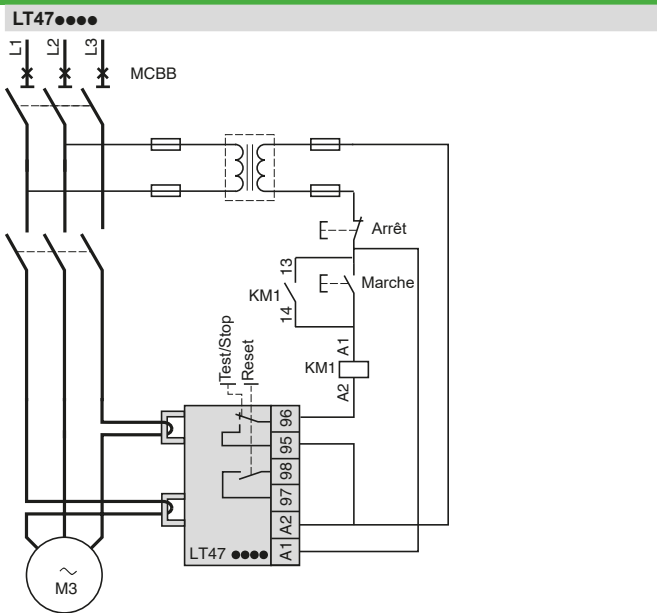 LT47●●●●
L1
L2
L3
MCBB
Arrêt
13
Marche
KM1
14
Test/Stop
Reset
A1
KM1
A2
96
95
98
97
A2
A1
LT47 ●●●●
M3